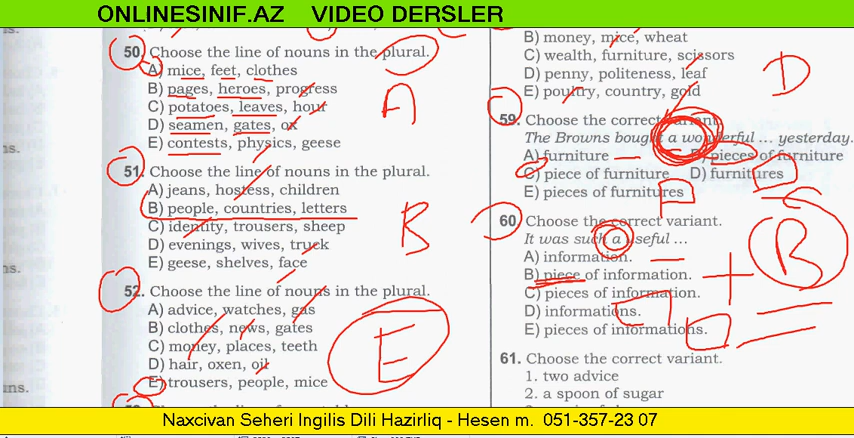 ONLINESINIF.AZ VIDEO DERSLER
50. Choose the line of nouns in the plural.
A) mice, feet, clothes
B) pages, heroes, progress
C) potatoes, leaves, hour
D) seamen, gates, ox
E) contests, physics, geese
A
51. Choose the line of nouns in the plural.
A) jeans, hostess, children
B) people, countries, letters
C) identity, trousers, sheep
D) evenings, wives, truck
E) geese, shelves, face
B
52. Choose the line of nouns in the plural.
A) advice, watches, gas
B) clothes, news, gates
C) money, places, teeth
D) hair, oxen, oil
E) trousers, people, mice
E
B) money, mice, wheat
C) wealth, furniture, scissors
D) penny, politeness, leaf
E) poultry, country, gold
D
59. Choose the correct variant.
The Browns bought a wonderful ... yesterday.
A) furniture B) pieces of furniture
C) piece of furniture D) furnitures
E) pieces of furnitures
60. Choose the correct variant.
It was such a useful ...
A) information.
B) piece of information.
C) pieces of information.
D) informations.
E) pieces of informations.
B
61. Choose the correct variant.
1. two advice
2. a spoon of sugar
Naxcivan Seheri Ingilis Dili Hazirliq - Hesen m. 051-357-23 07